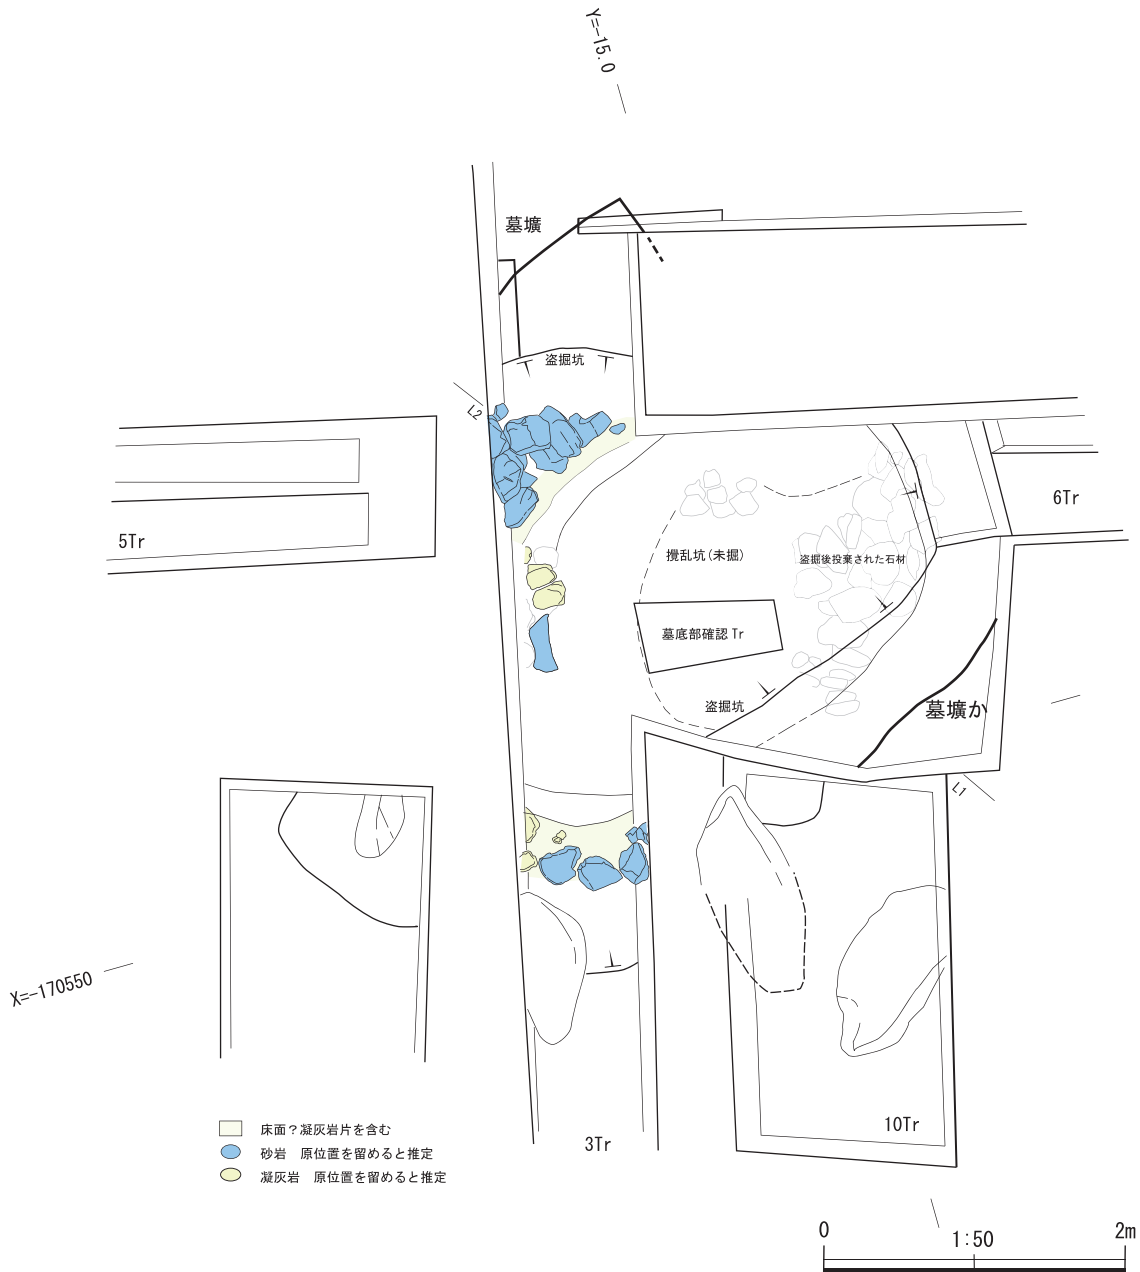 Y=-15.0
墓壙
盗掘坑
L2
6Tr
5Tr
攪乱坑(未掘)
盗掘後投棄された石材
墓底部確認 Tr
盗掘坑
墓壙か
L1
X=-170550
10Tr
3Tr
床面？凝灰岩片を含む
砂岩　原位置を留めると推定
凝灰岩　原位置を留めると推定
0 1:50 2m